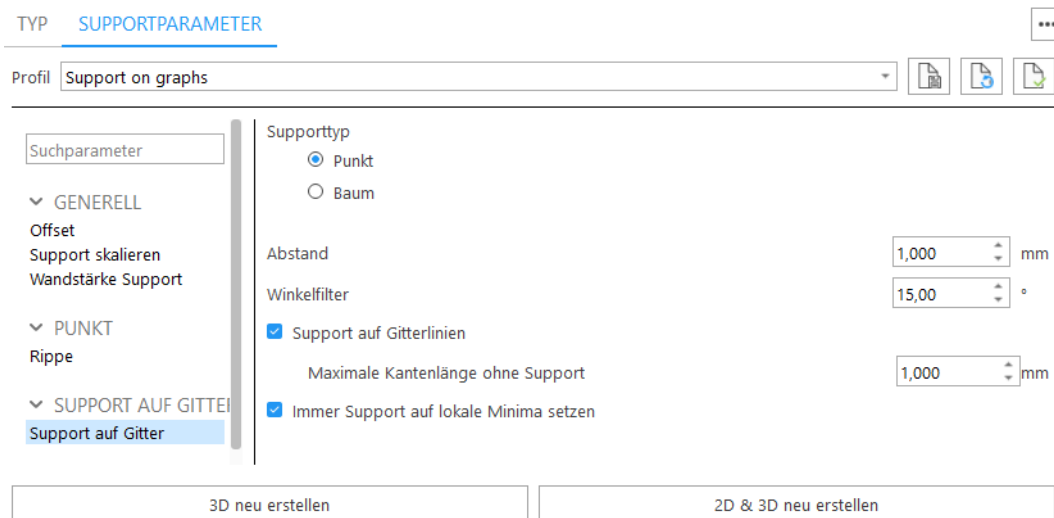 TYP SUPPORTPARAMETER
Profil Support on graphs
Suchparameter
GENERELL
Offset
Support skalieren
Wandstärke Support
PUNKT
Rippe
SUPPORT AUF GITTE
Support auf Gitter
Supporttyp
Punkt
Baum
Abstand 1,000 mm
Winkelfilter 15,00 °
Support auf Gitterlinien
Maximale Kantenlänge ohne Support 1,000 mm
Immer Support auf lokale Minima setzen
3D neu erstellen 2D & 3D neu erstellen